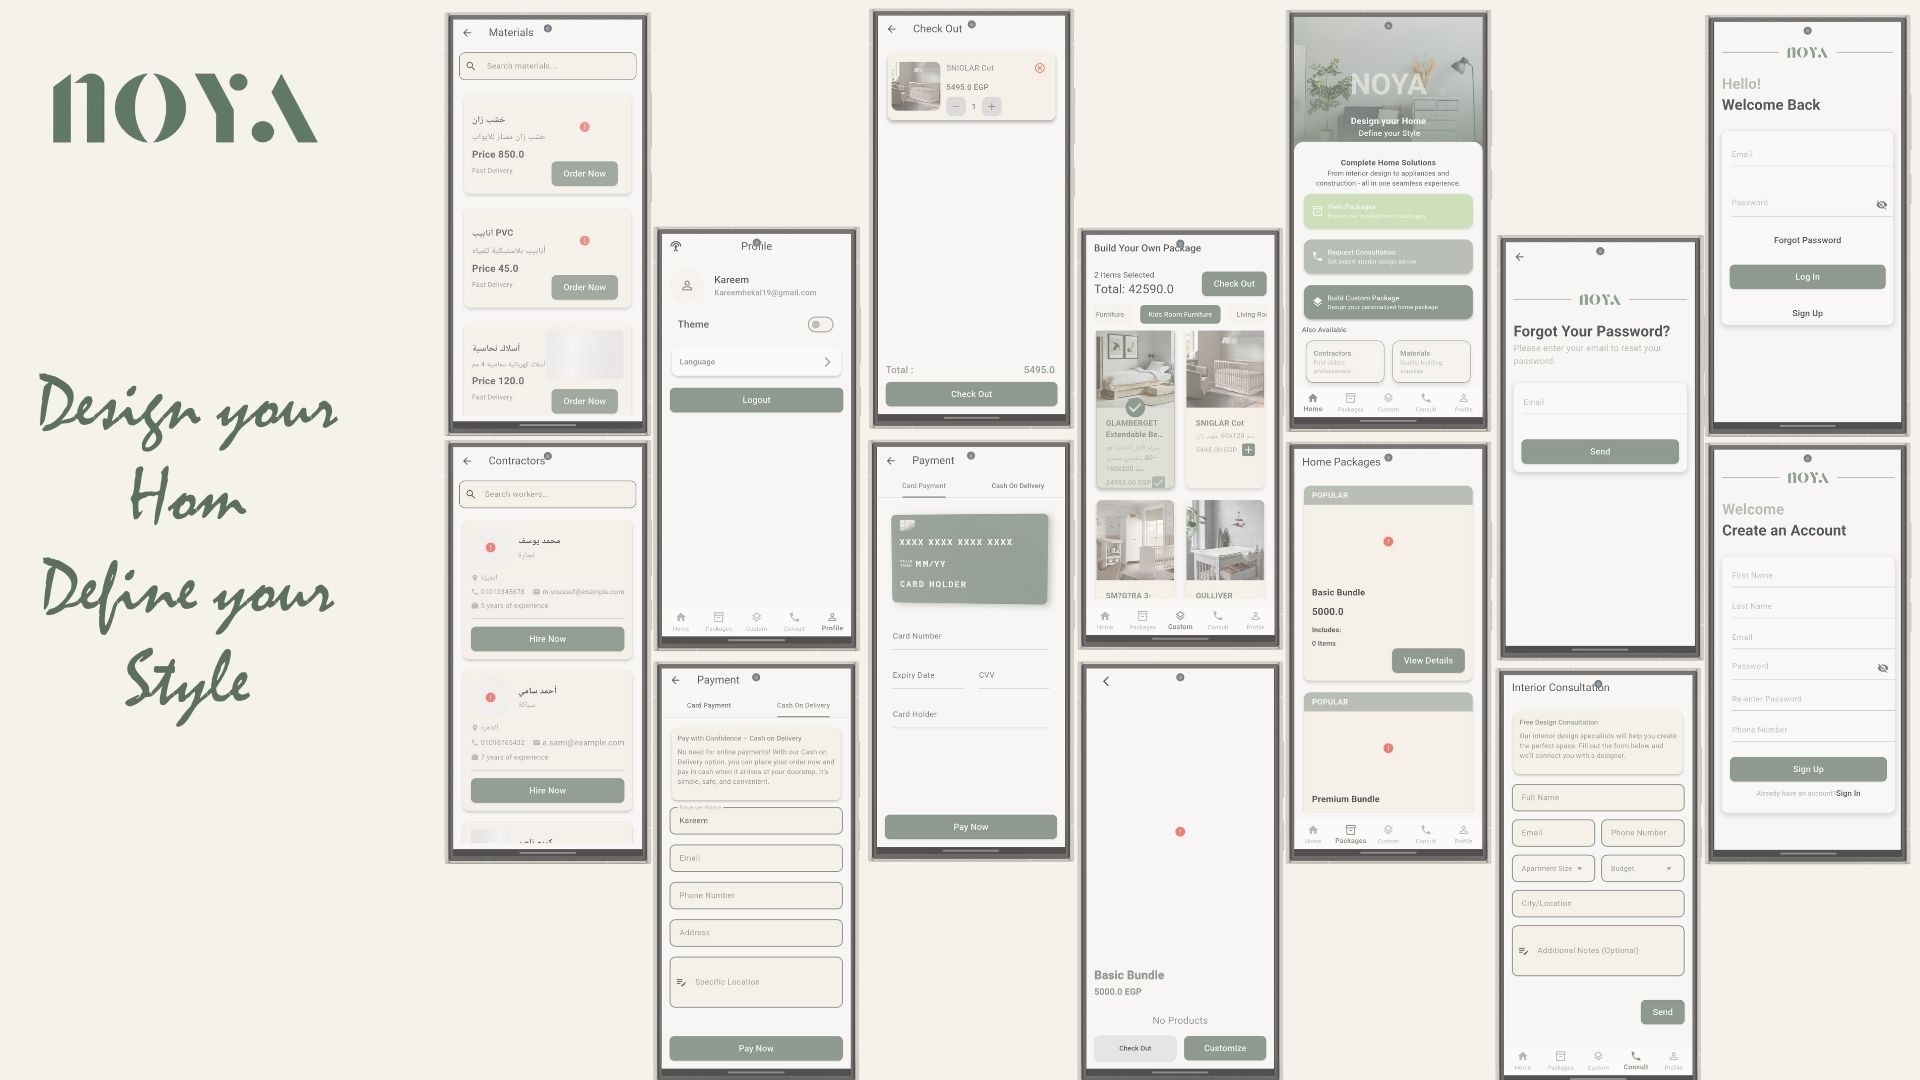 NOYA
Design your
Hom
Define your
Style
Materials
Search materials...
خشب زان
خشب زان ممتاز للأبواب
Price 850.0
Fast Delivery
Order Now
أنابيب PVC
أنابيب بلاستيكية للمياه
Price 45.0
Fast Delivery
Order Now
أسلاك نحاسية
أسلاك كهربائية نحاسية 4 مم
Price 120.0
Fast Delivery
Order Now
Contractors
Search workers...
محمد يوسف
نجارة
الجيزة
01012345678 m.youssef@example.com
5 years of experience
Hire Now
أحمد سامي
سباكة
القاهرة
01098765432 a.sami@example.com
7 years of experience
Hire Now
Profile
Kareem
Kareemhekal19@gmail.com
Theme
Language
Logout
Home Packages Custom Consult Profile
Payment
Card Payment Cash On Delivery
Pay with Confidence – Cash on Delivery
No need for online payments! With our Cash on
Delivery option, you can place your order now and
pay in cash when it arrives at your doorstep. It's
simple, safe, and convenient.
Receiver Name
Kareem
Email
Phone Number
Address
Specific Location
Pay Now
Check Out
SNIGLAR Cot
5495.0 EGP
1
Total : 5495.0
Check Out
Payment
Card Payment Cash On Delivery
XXXX XXXX XXXX XXXX
VALID THRU MM/YY
CARD HOLDER
Card Number
Expiry Date CVV
Card Holder
Pay Now
Build Your Own Package
2 Items Selected
Total: 42590.0
Check Out
Furniture Kids Room Furniture Living Ro
GLAMBERGET
Extendable Be...
160x200 سم
24995.00 EGP
SNIGLAR Cot
5495.00 EGP
SM?G?RA 3-
GULLIVER
Home Packages Custom Consult Profile
Basic Bundle
5000.0 EGP
No Products
Check Out Customize
NOYA
Design your Home
Define your Style
Complete Home Solutions
From interior design to appliances and
construction - all in one seamless experience.
View Packages
Browse our curated home packages
Request Consultation
Get expert interior design advice
Build Custom Package
Design your personalized home package
Also Available
Contractors
Find skilled
professionals
Materials
Quality building
supplies
Home Packages Custom Consult Profile
Home Packages
POPULAR
Basic Bundle
5000.0
Includes:
0 Items
View Details
POPULAR
Premium Bundle
Home Packages Custom Consult Profile
NOYA
Forgot Your Password?
Please enter your email to reset your
password.
Email
Send
Interior Consultation
Free Design Consultation
Our interior design specialists will help you create
the perfect space. Fill out the form below and
we'll connect you with a designer.
Full Name
Email Phone Number
Apartment Size Budget
City/Location
Additional Notes (Optional)
Send
Home Packages Custom Consult Profile
NOYA
Hello!
Welcome Back
Email
Password
Forgot Password
Log In
Sign Up
NOYA
Welcome
Create an Account
First Name
Last Name
Email
Password
Re-enter Password
Phone Number
Sign Up
Already have an account?Sign In